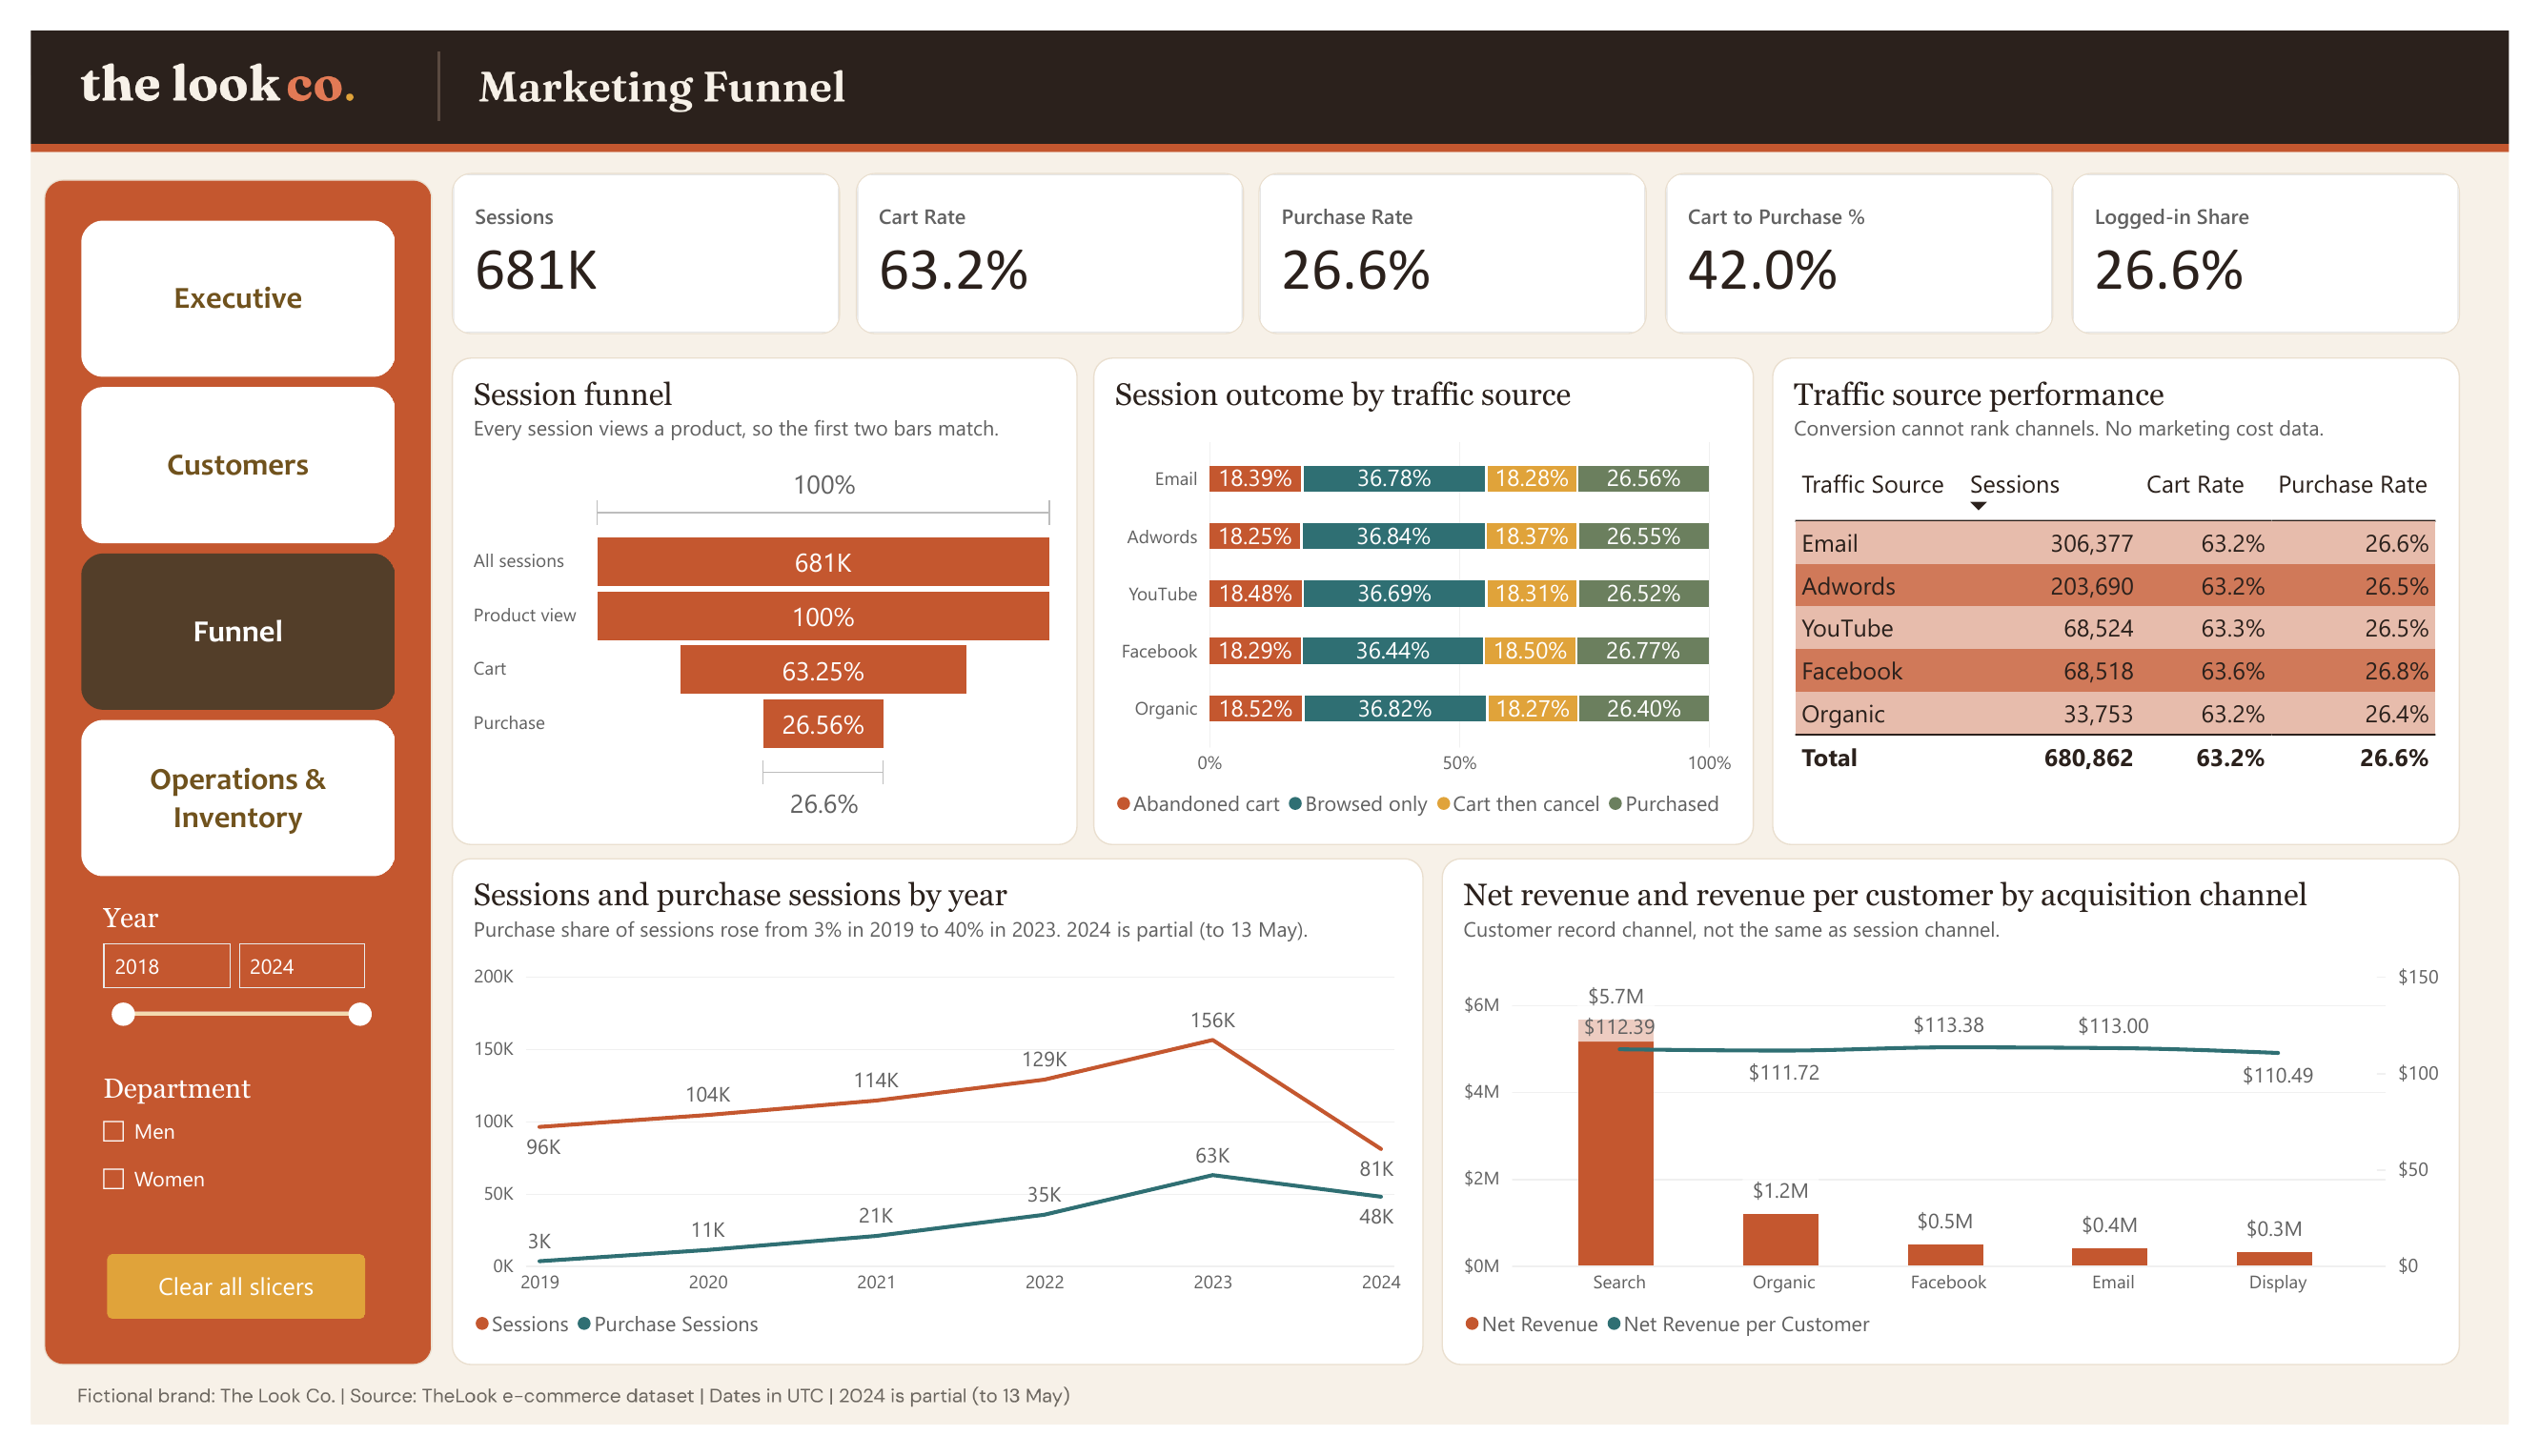 the look co.
Marketing Funnel
Executive
Customers
Funnel
Operations &
Inventory
Year
2018 2024
Department
Men
Women
Clear all slicers
Sessions
681K
Cart Rate
63.2%
Purchase Rate
26.6%
Cart to Purchase %
42.0%
Logged-in Share
26.6%
Session funnel
Every session views a product, so the first two bars match.
100%
All sessions 681K
Product view 100%
Cart 63.25%
Purchase 26.56%
26.6%
Session outcome by traffic source
Email 18.39% 36.78% 18.28% 26.56%
Adwords 18.25% 36.84% 18.37% 26.55%
YouTube 18.48% 36.69% 18.31% 26.52%
Facebook 18.29% 36.44% 18.50% 26.77%
Organic 18.52% 36.82% 18.27% 26.40%
0% 50% 100%
Abandoned cart Browsed only Cart then cancel Purchased
Traffic source performance
Conversion cannot rank channels. No marketing cost data.
Traffic Source Sessions Cart Rate Purchase Rate
Email 306,377 63.2% 26.6%
Adwords 203,690 63.2% 26.5%
YouTube 68,524 63.3% 26.5%
Facebook 68,518 63.6% 26.8%
Organic 33,753 63.2% 26.4%
Total 680,862 63.2% 26.6%
Sessions and purchase sessions by year
Purchase share of sessions rose from 3% in 2019 to 40% in 2023. 2024 is partial (to 13 May).
200K
150K
100K
50K
0K
96K 104K 114K 129K 156K 81K
3K 11K 21K 35K 63K 48K
2019 2020 2021 2022 2023 2024
Sessions Purchase Sessions
Net revenue and revenue per customer by acquisition channel
Customer record channel, not the same as session channel.
$6M
$4M
$2M
$0M
$150
$100
$50
$0
$5.7M $1.2M $0.5M $0.4M $0.3M
$112.39 $111.72 $113.38 $113.00 $110.49
Search Organic Facebook Email Display
Net Revenue Net Revenue per Customer
Fictional brand: The Look Co. | Source: TheLook e-commerce dataset | Dates in UTC | 2024 is partial (to 13 May)